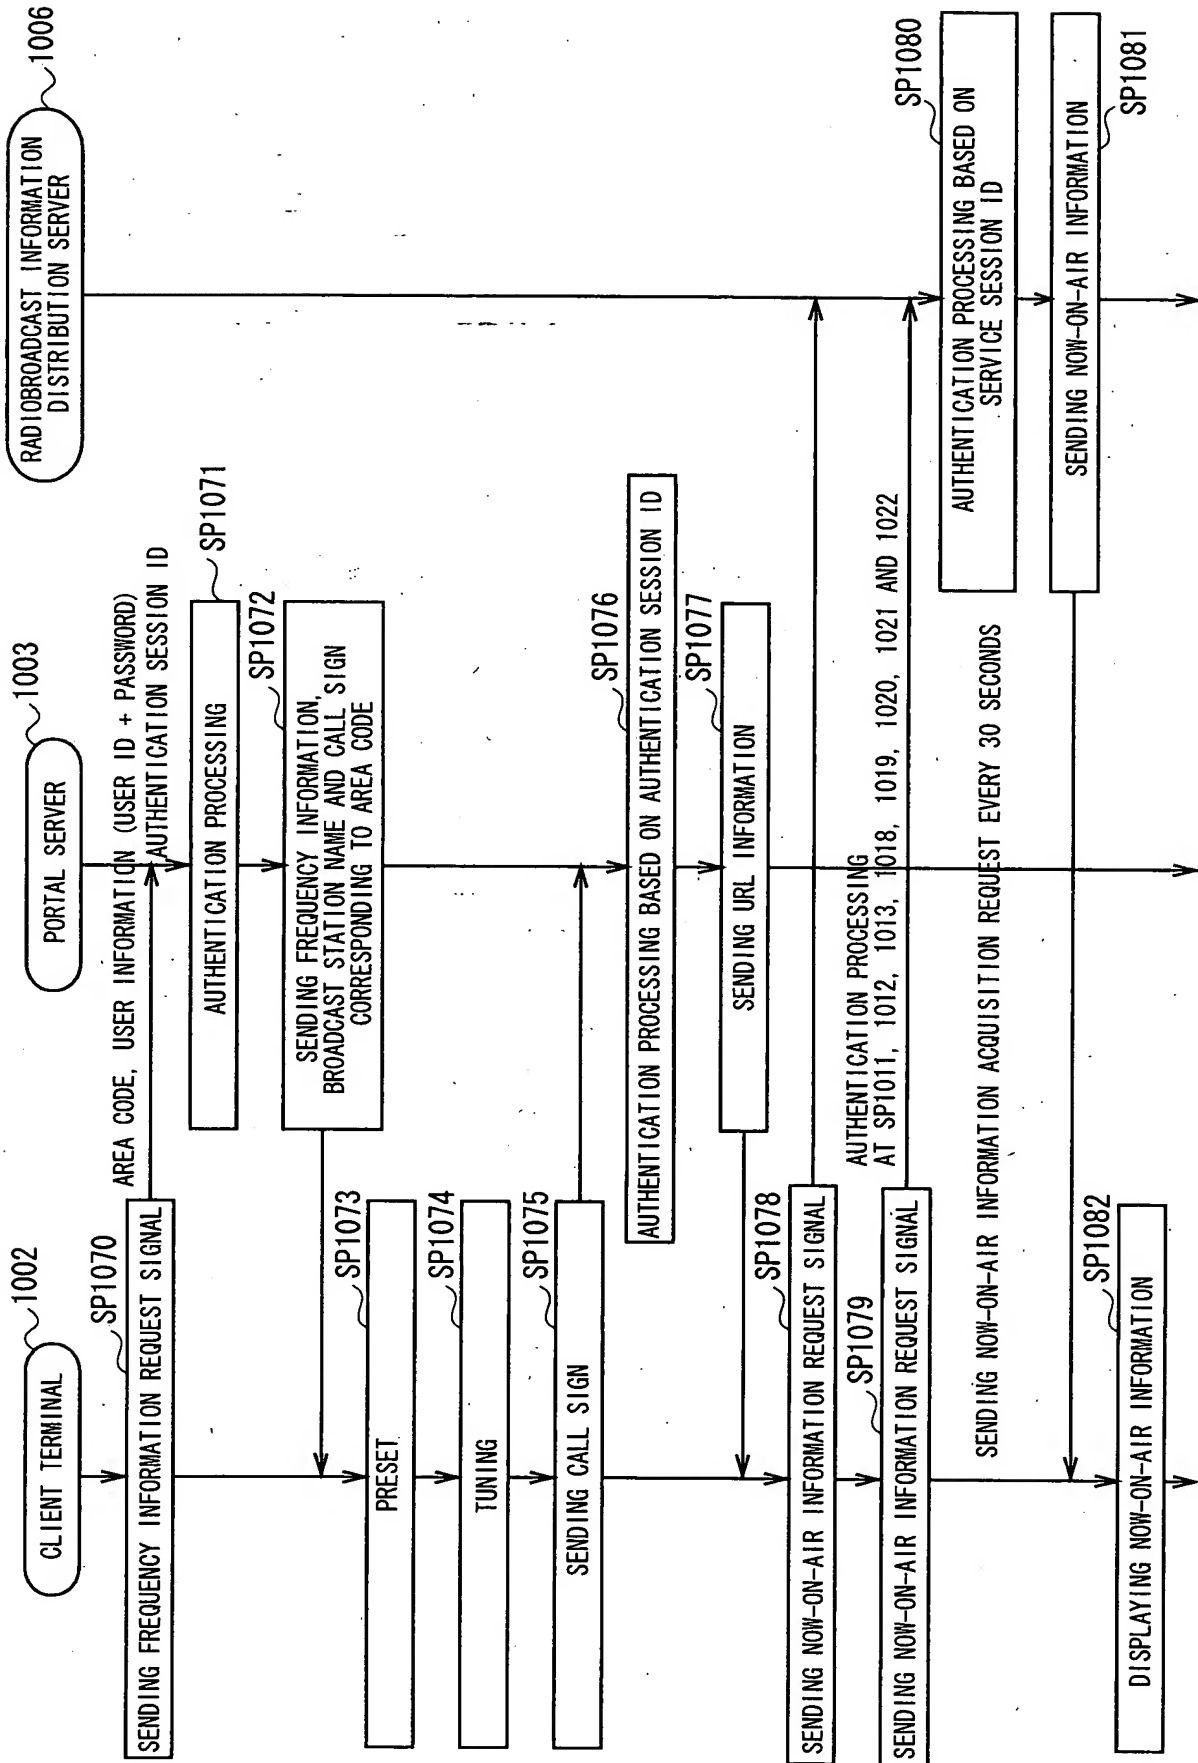 CLIENT TERMINAL
1002
PORTAL SERVER
1003
RADIOBROADCAST INFORMATION
DISTRIBUTION SERVER
1006
SP1070
SENDING FREQUENCY INFORMATION REQUEST SIGNAL
AREA CODE, USER INFORMATION (USER ID + PASSWORD)
AUTHENTICATION SESSION ID
SP1071
AUTHENTICATION PROCESSING
SP1072
SENDING FREQUENCY INFORMATION,
BROADCAST STATION NAME AND CALL SIGN
CORRESPONDING TO AREA CODE
SP1073
PRESET
SP1074
TUNING
SP1075
SENDING CALL SIGN
SP1076
AUTHENTICATION PROCESSING BASED ON AUTHENTICATION SESSION ID
SP1077
SENDING URL INFORMATION
SP1078
SENDING NOW-ON-AIR INFORMATION REQUEST SIGNAL
AUTHENTICATION PROCESSING
AT SP1011, 1012, 1013, 1018, 1019, 1020, 1021 AND 1022
SP1079
SENDING NOW-ON-AIR INFORMATION REQUEST SIGNAL
SP1080
AUTHENTICATION PROCESSING BASED ON
SERVICE SESSION ID
SENDING NOW-ON-AIR INFORMATION ACQUISITION REQUEST EVERY 30 SECONDS
SENDING NOW-ON-AIR INFORMATION
SP1081
SP1082
DISPLAYING NOW-ON-AIR INFORMATION